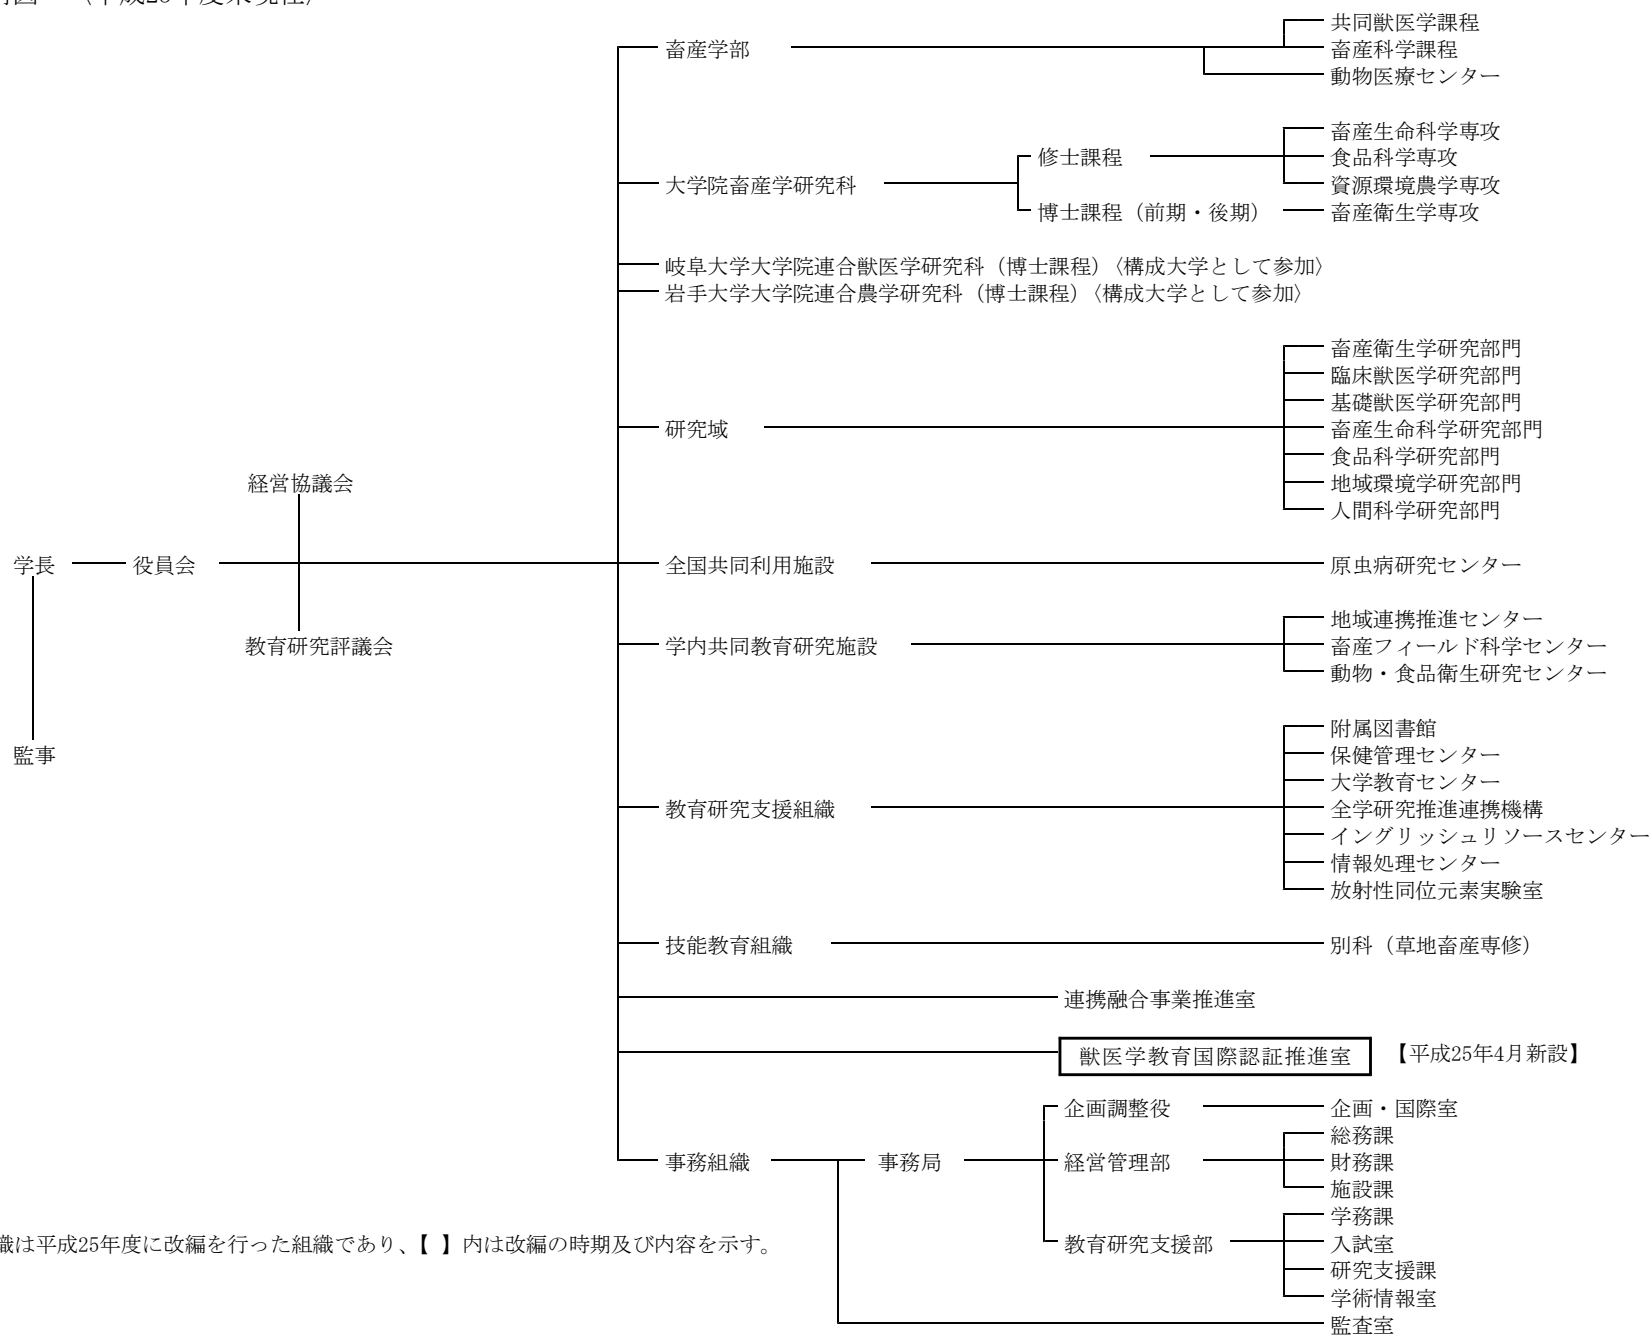 〈平成25年度末現在〉
共同獣医学課程
畜産学部
畜産科学課程
動物医療センター
畜産生命科学専攻
修士課程
食品科学専攻
大学院畜産学研究科
資源環境農学専攻
博士課程（前期・後期）
畜産衛生学専攻
岐阜大学大学院連合獣医学研究科（博士課程）〈構成大学として参加〉
岩手大学大学院連合農学研究科（博士課程）〈構成大学として参加〉
畜産衛生学研究部門
臨床獣医学研究部門
基礎獣医学研究部門
研究域
畜産生命科学研究部門
食品科学研究部門
経営協議会
地域環境学研究部門
人間科学研究部門
学長
役員会
全国共同利用施設
原虫病研究センター
地域連携推進センター
教育研究評議会
学内共同教育研究施設
畜産フィールド科学センター
動物・食品衛生研究センター
附属図書館
監事
保健管理センター
大学教育センター
教育研究支援組織
全学研究推進連携機構
イングリッシュリソースセンター
情報処理センター
放射性同位元素実験室
技能教育組織
別科（草地畜産専修）
連携融合事業推進室
獣医学教育国際認証推進室
【平成25年4月新設】
企画調整役
企画・国際室
総務課
事務組織
事務局
経営管理部
財務課
施設課
学務課
織は平成25年度に改編を行った組織であり、【 】内は改編の時期及び内容を示す。
教育研究支援部
入試室
研究支援課
学術情報室
監査室